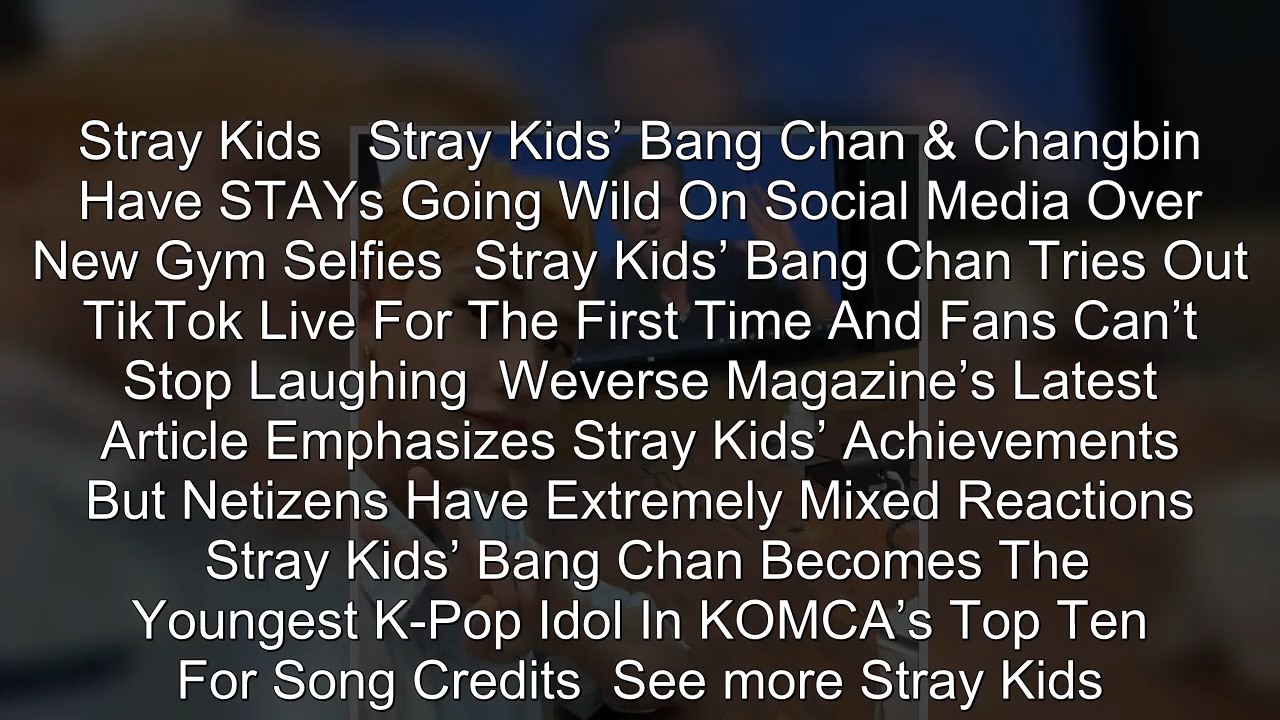 Stray Kids   Stray Kids’ Bang Chan & Changbin
Have STAYs Going Wild On Social Media Over
New Gym Selfies  Stray Kids’ Bang Chan Tries Out
TikTok Live For The First Time And Fans Can’t
Stop Laughing  Weverse Magazine’s Latest
Article Emphasizes Stray Kids’ Achievements
But Netizens Have Extremely Mixed Reactions
Stray Kids’ Bang Chan Becomes The
Youngest K-Pop Idol In KOMCA’s Top Ten
For Song Credits  See more Stray Kids